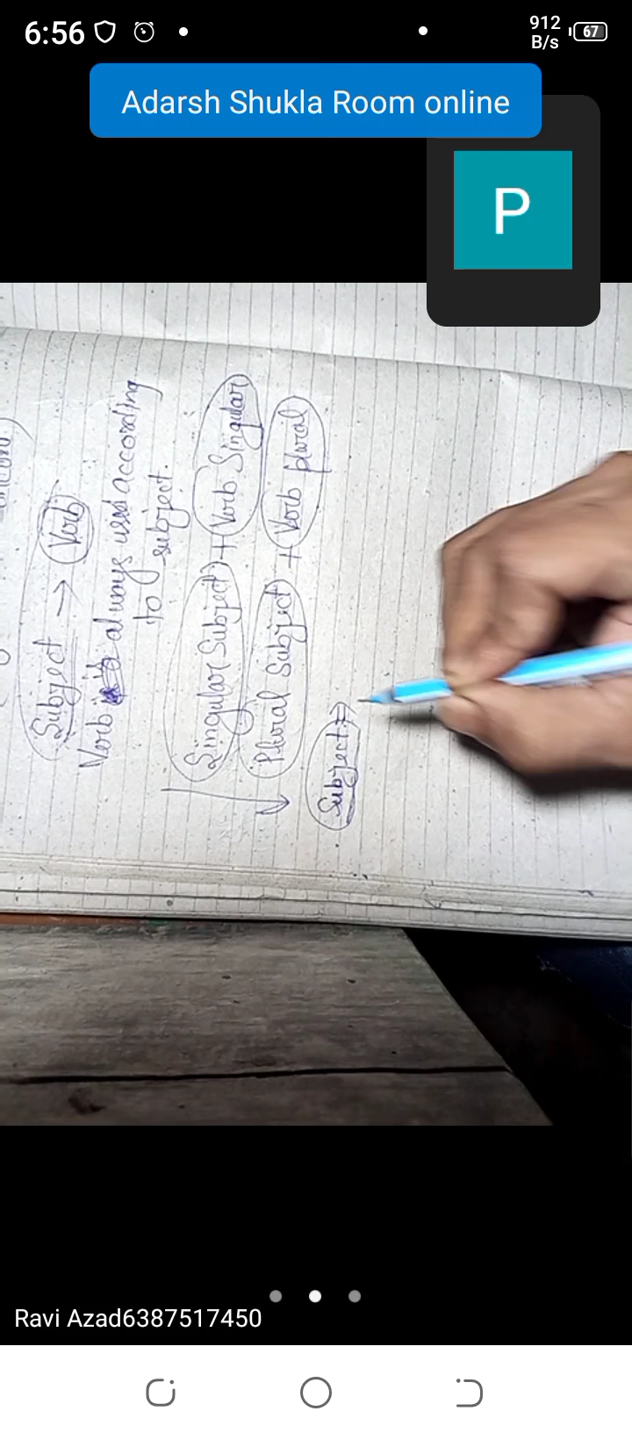 6:56
912
B/s
67
Adarsh Shukla Room online
P
Subject → Verb
Verb always used according
to subject.
Singular Subject + Verb Singular
Plural Subject + Verb plural
Subject ⇒
Ravi Azad6387517450